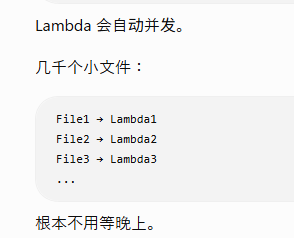 Lambda 会自动并发。
几千个小文件：
File1 → Lambda1
File2 → Lambda2
File3 → Lambda3
...
根本不用等晚上。